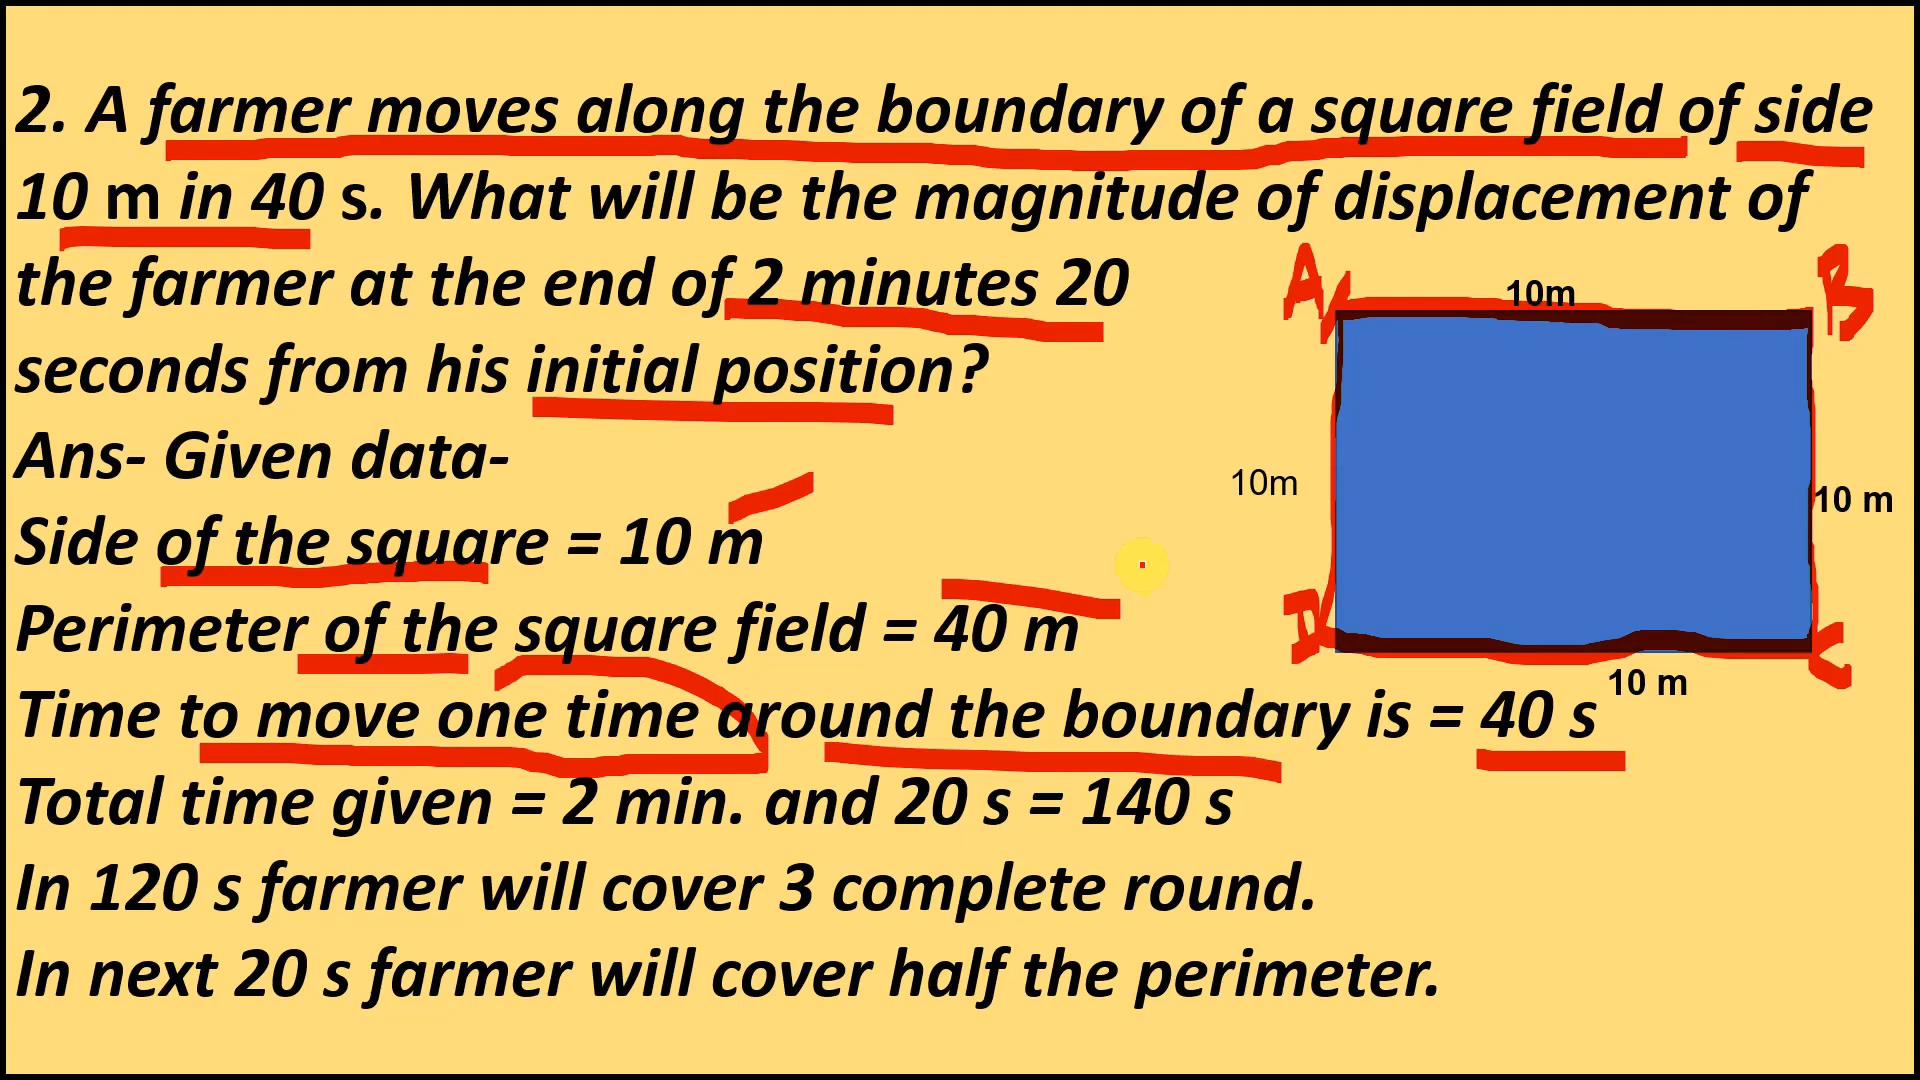 2. A farmer moves along the boundary of a square field of side
10 m in 40 s. What will be the magnitude of displacement of
the farmer at the end of 2 minutes 20
seconds from his initial position?
Ans- Given data-
Side of the square = 10 m
Perimeter of the square field = 40 m
Time to move one time around the boundary is = 40 s
Total time given = 2 min. and 20 s = 140 s
In 120 s farmer will cover 3 complete round.
In next 20 s farmer will cover half the perimeter.
A
B
10m
10m
10 m
D
C
10 m